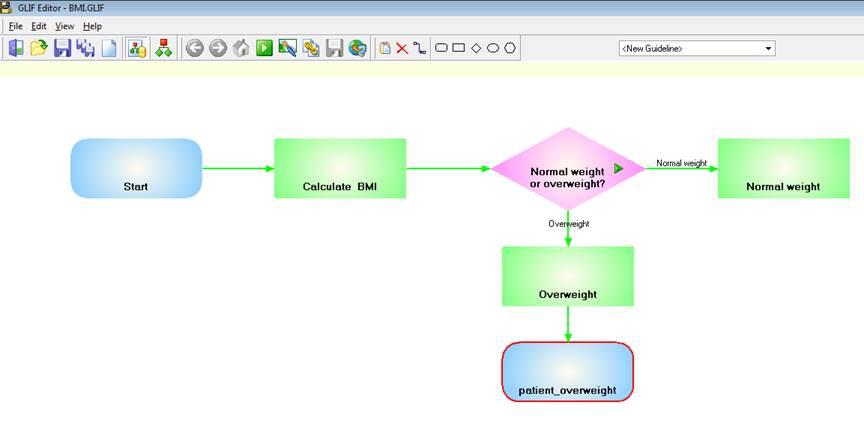 GLIF Editor - BMI.GLIF
File Edit View Help
<New Guideline>
Start
Calculate BMI
Normal weight
or overweight?
Normal weight
Normal weight
Overweight
Overweight
patient_overweight